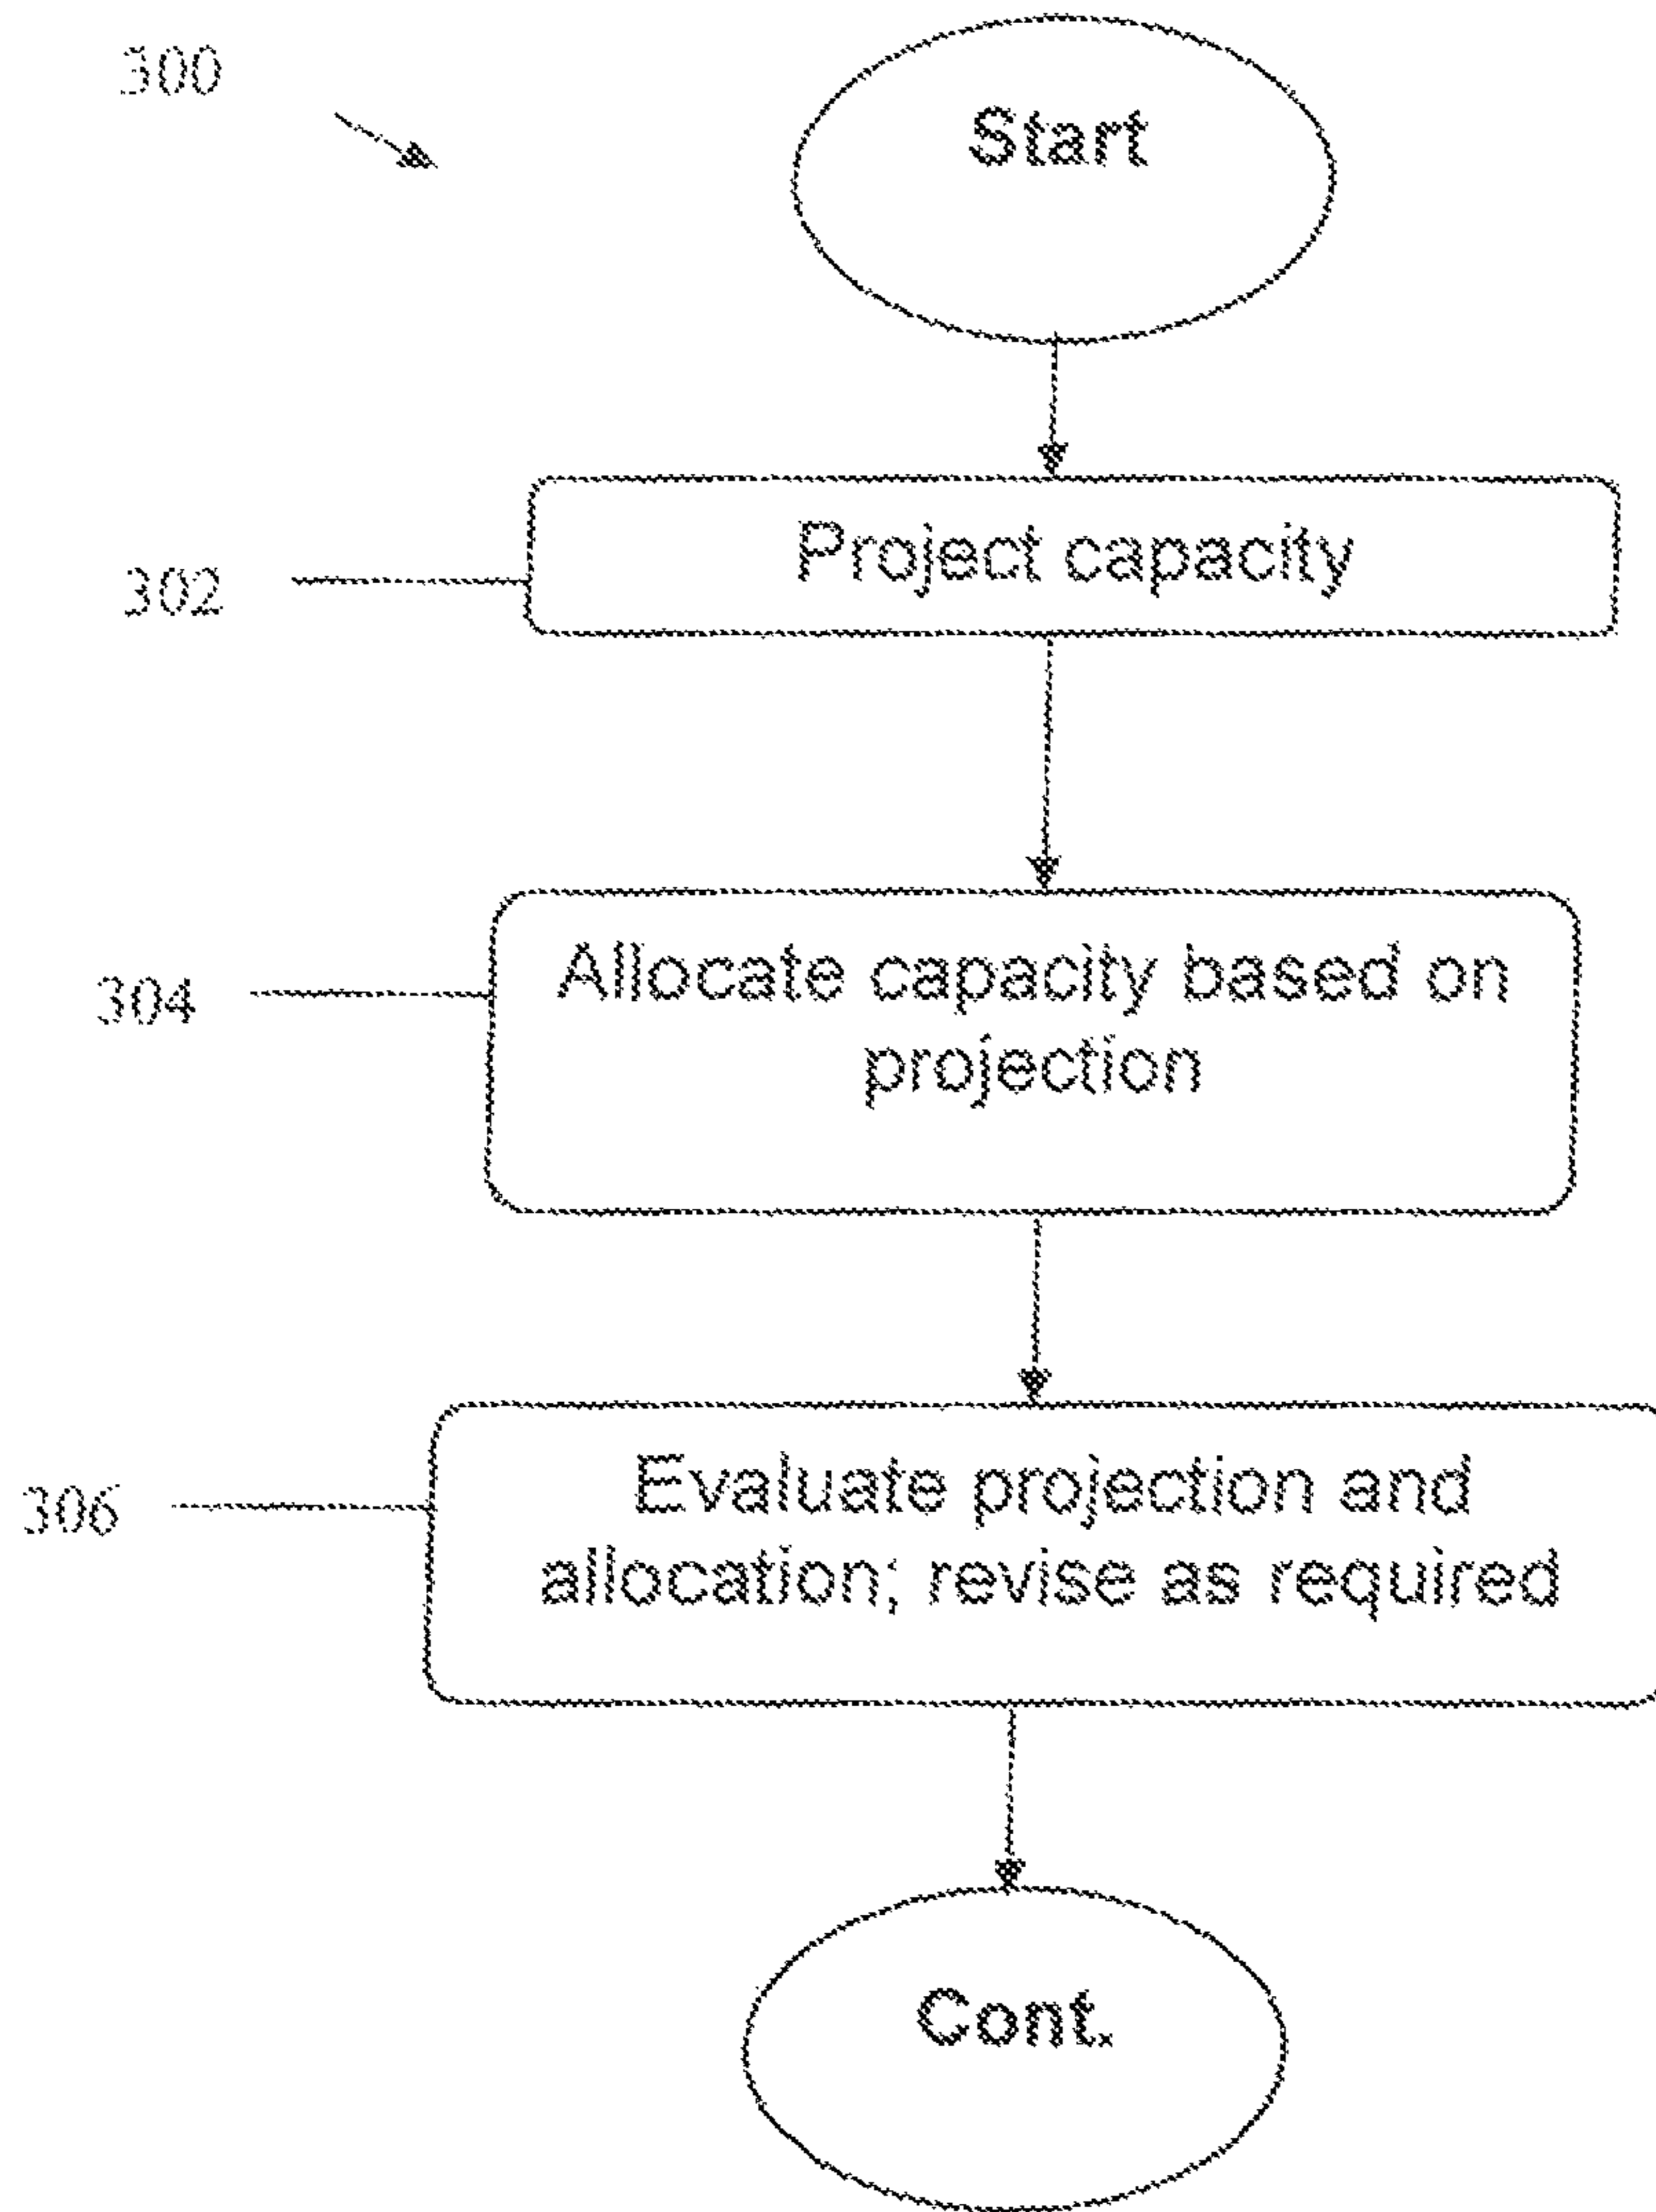 300
Start
302
Project capacity
304
Allocate capacity based on
projection
306
Evaluate projection and
allocation; revise as required
Cont.